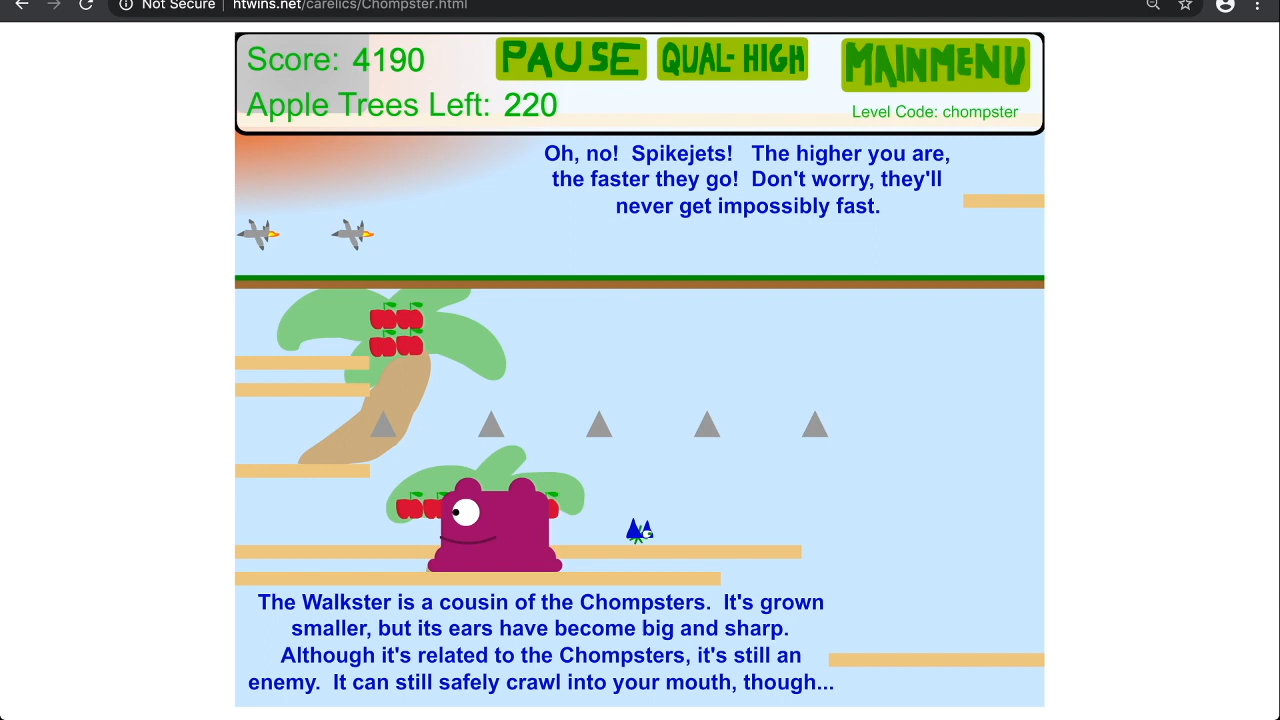 Not Secure | htwins.net/carelics/Chompster.html
Score: 4190
PAUSE
QUAL- HIGH
MAINMENU
Apple Trees Left: 220
Level Code: chompster
Oh, no! Spikejets! The higher you are,
the faster they go! Don't worry, they'll
never get impossibly fast.
The Walkster is a cousin of the Chompsters. It's grown
smaller, but its ears have become big and sharp.
Although it's related to the Chompsters, it's still an
enemy. It can still safely crawl into your mouth, though...